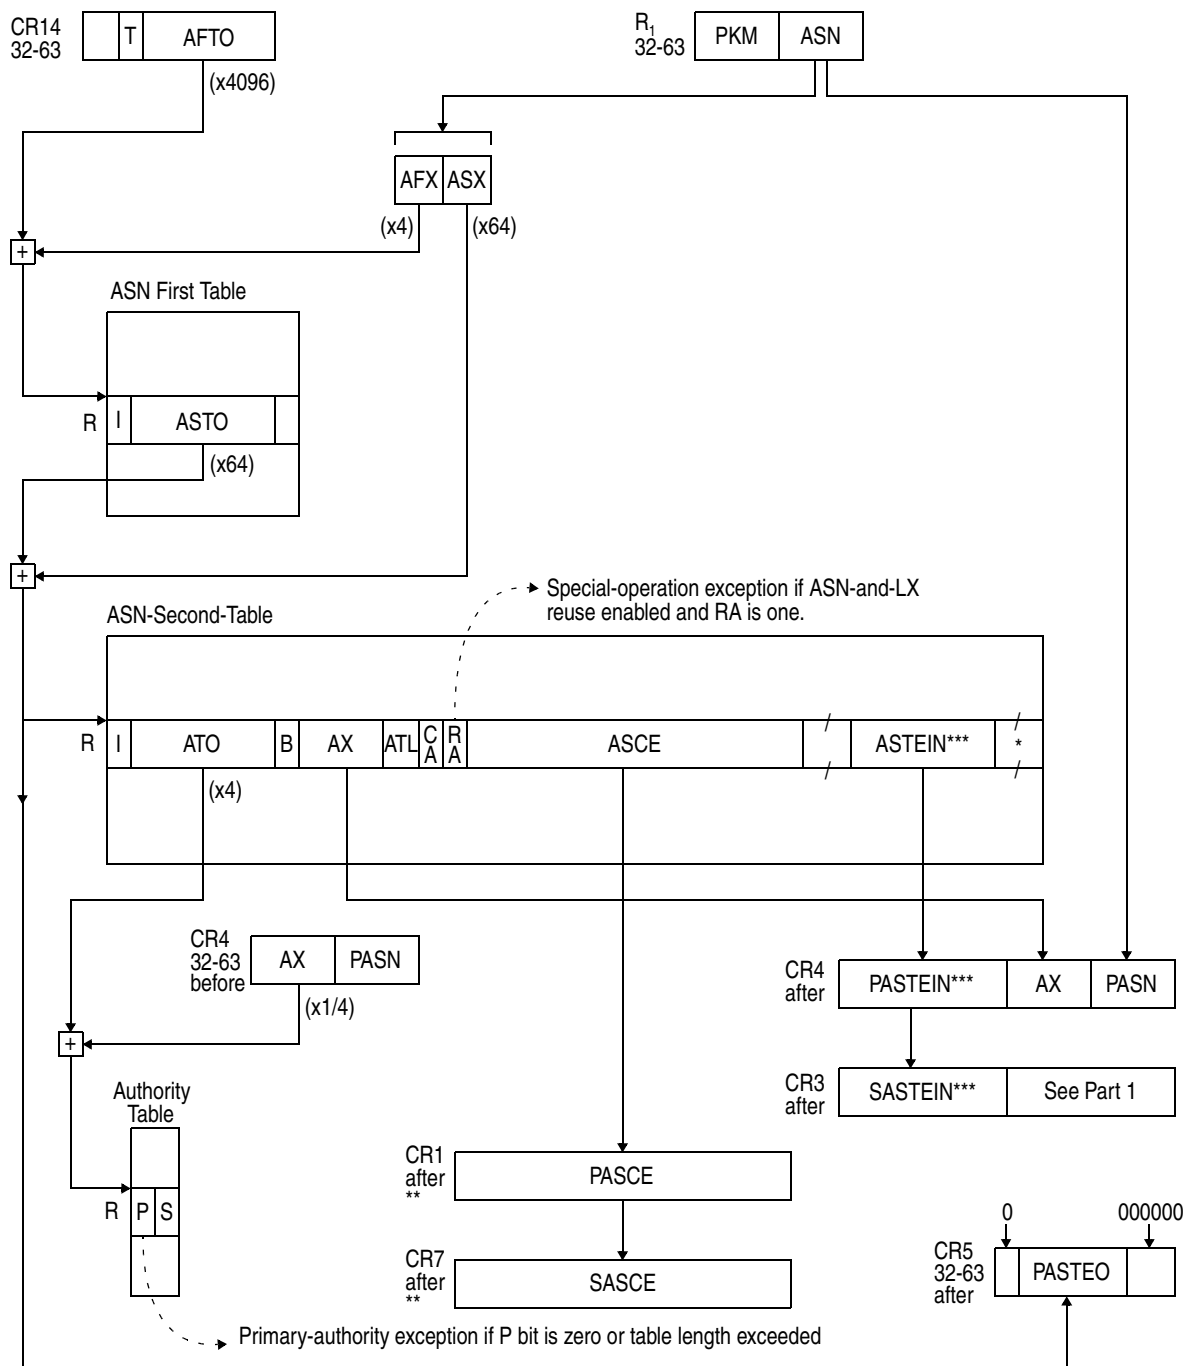 CR14
32-63
T
AFTO
(x4096)
R1
32-63
PKM
ASN
AFX
ASX
(x4)
(x64)
+
ASN First Table
R
I
ASTO
(x64)
+
Special-operation exception if ASN-and-LX
reuse enabled and RA is one.
ASN-Second-Table
R
I
ATO
B
AX
ATL
CA
RA
ASCE
/
ASTEIN***
/
*
/
/
(x4)
CR4
32-63
before
AX
PASN
(x1/4)
CR4
after
PASTEIN***
AX
PASN
+
Authority
Table
CR3
after
SASTEIN***
See Part 1
CR1
after
**
PASCE
R
P
S
0
000000
CR7
after
**
SASCE
CR5
32-63
after
PASTEO
Primary-authority exception if P bit is zero or table length exceeded